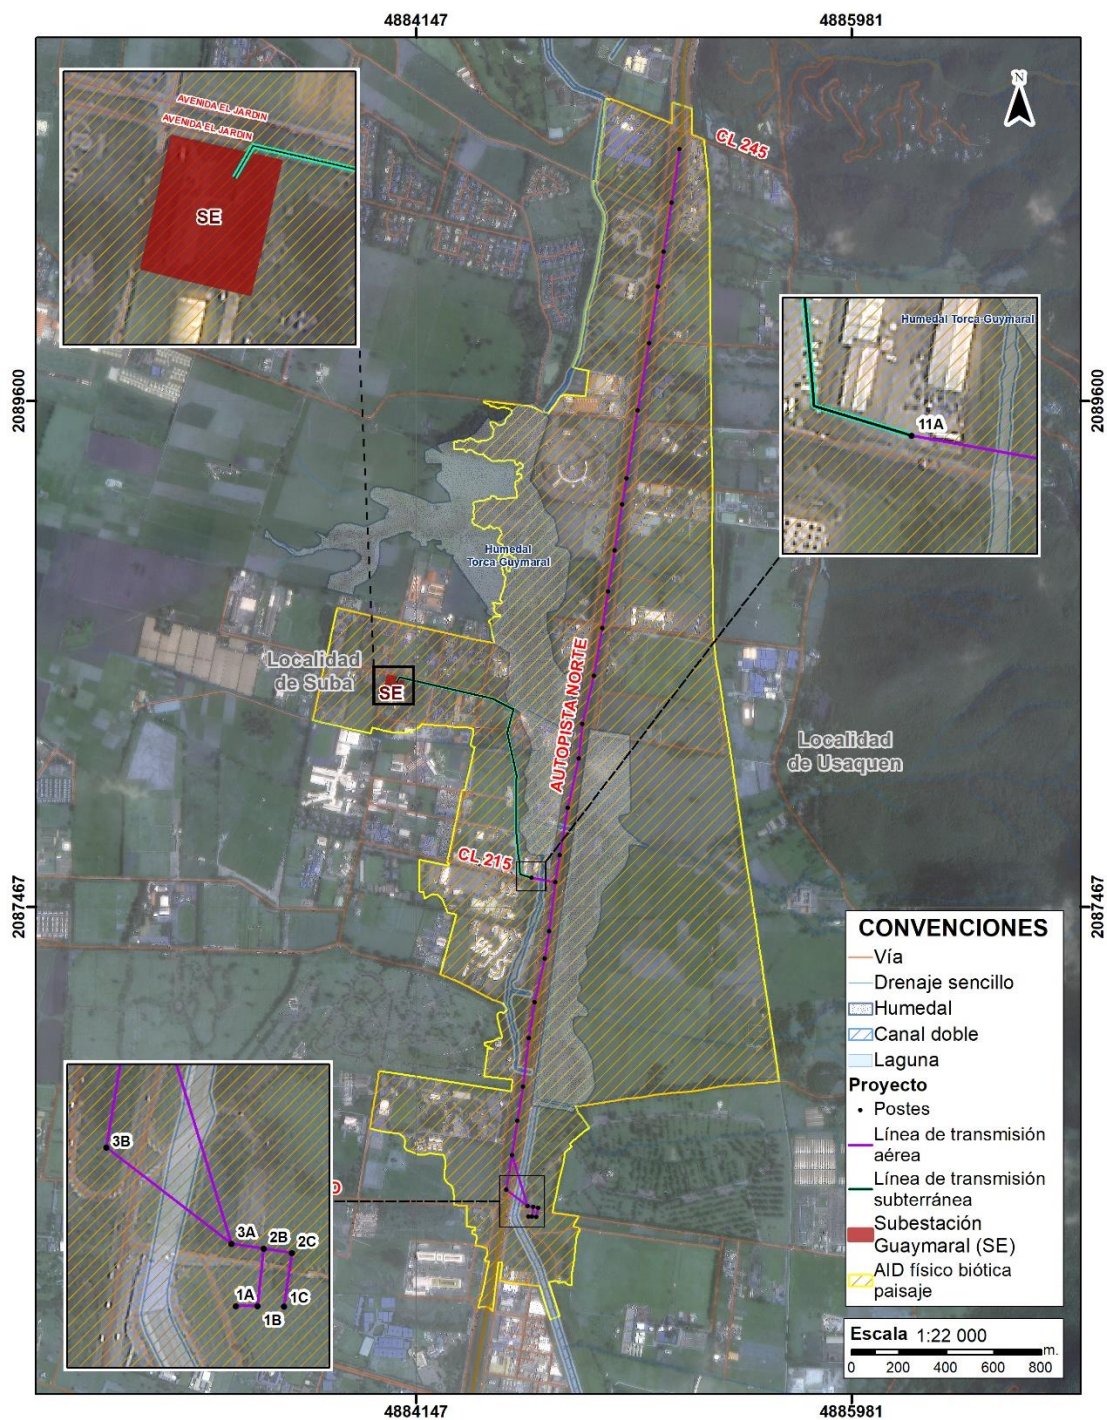 4884147
4885981
N
AVENIDA EL JARDIN
AVENIDA EL JARDIN
SE
CL 245
Humedal Torca-Guymaral
11A
2089600
2089600
Humedal
Torca-Guymaral
Localidad
de Suba
SE
AUTOPISTA NORTE
Localidad
de Usaquen
CL 215
2087467
2087467
CONVENCIONES
Vía
Drenaje sencillo
Humedal
Canal doble
Laguna
Proyecto
Postes
Línea de transmisión
aérea
Línea de transmisión
subterránea
Subestación
Guaymaral (SE)
AID físico biótica
paisaje
Escala 1:22 000
0 200 400 600 800 m.
3B
3A
2B
2C
1A
1B
1C
4884147
4885981